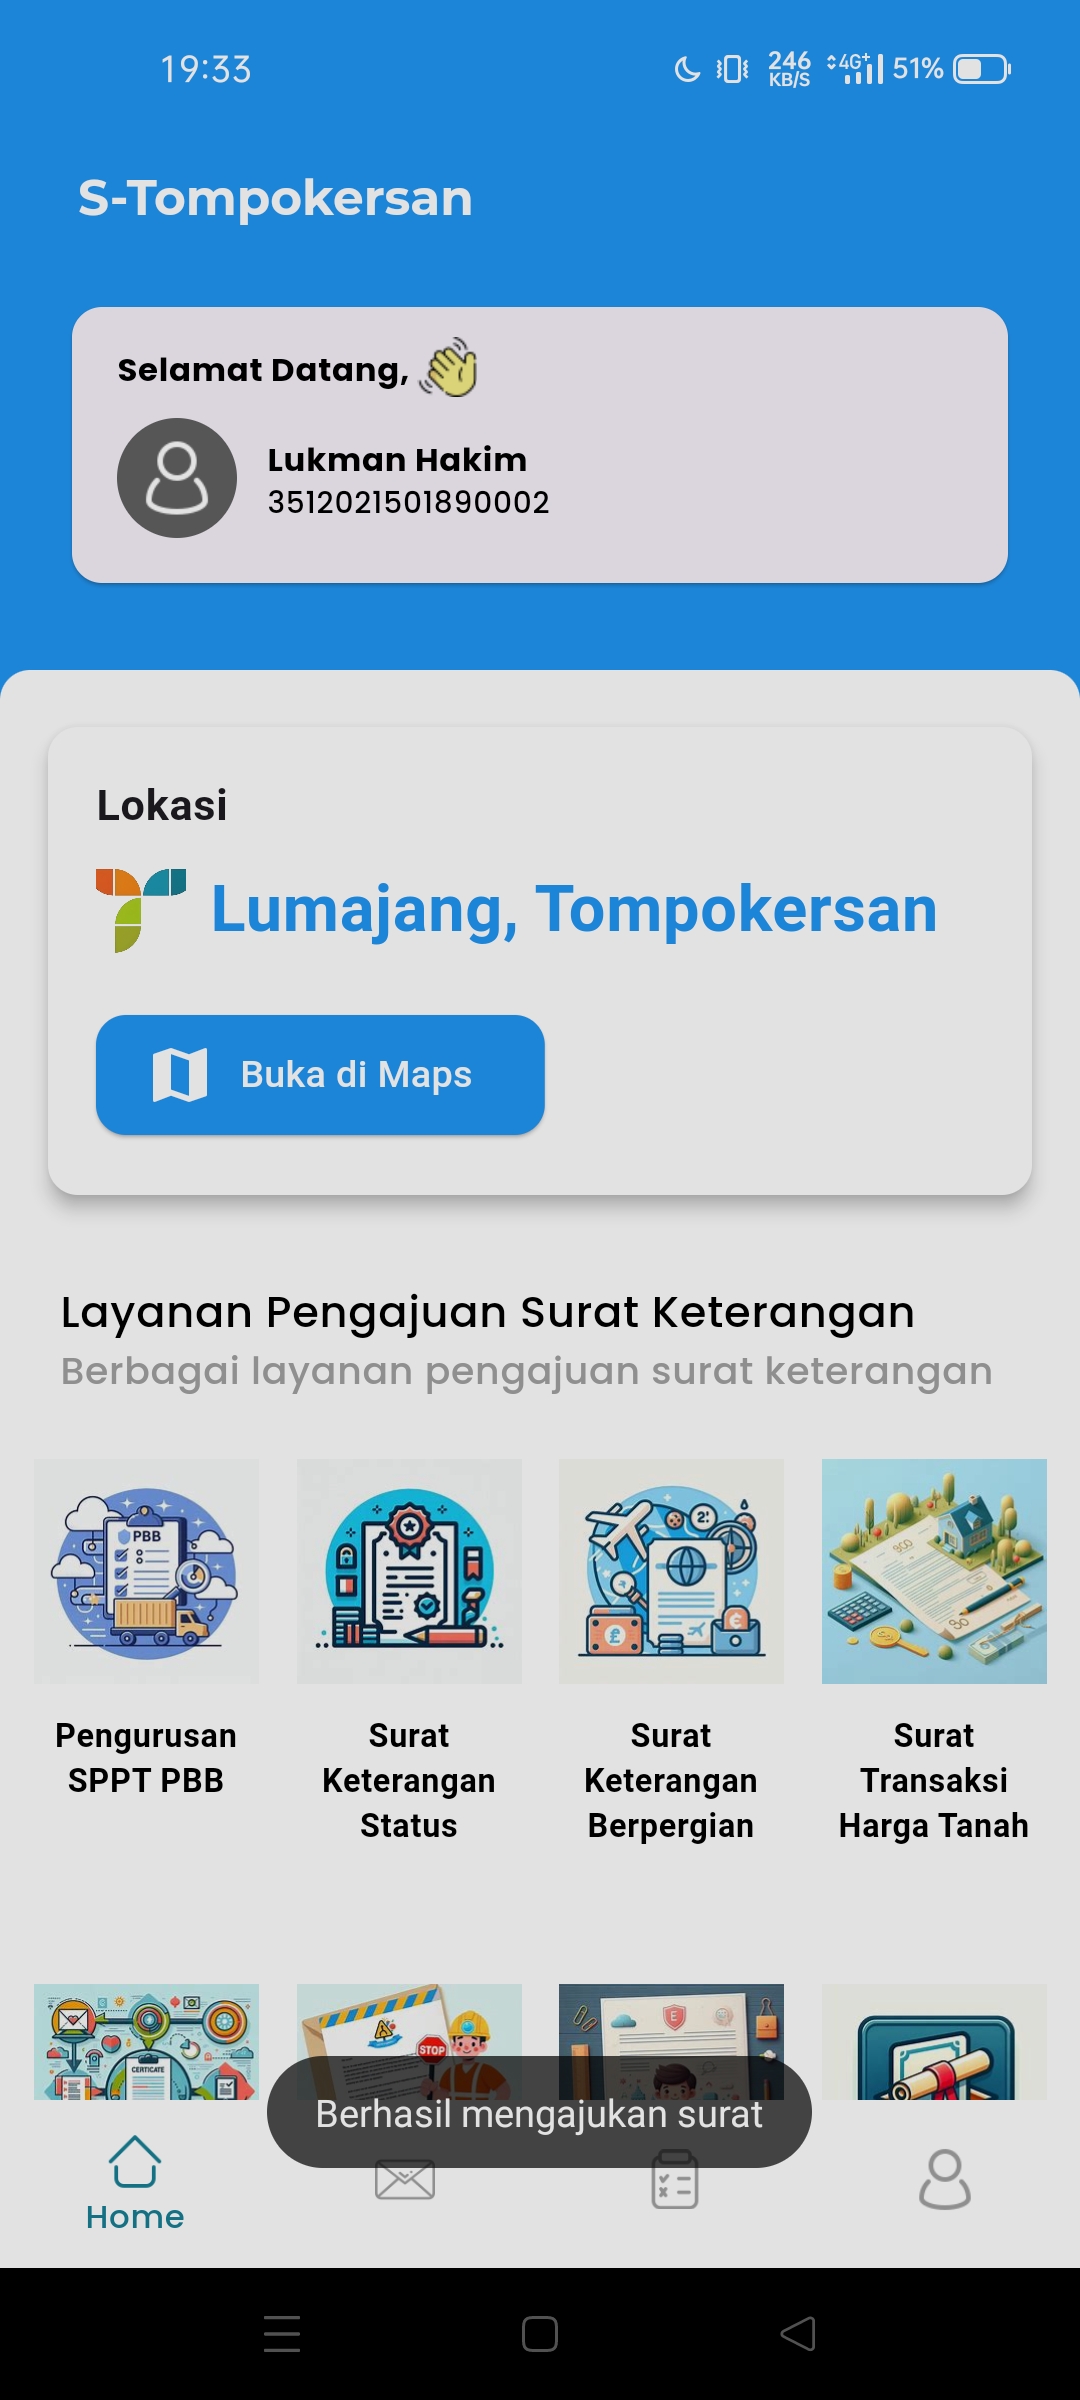 19:33
246 KB/S 4G+ 51%
S-Tompokersan
Selamat Datang,
Lukman Hakim
3512021501890002
Lokasi
Lumajang, Tompokersan
Buka di Maps
Layanan Pengajuan Surat Keterangan
Berbagai layanan pengajuan surat keterangan
PBB
Pengurusan
SPPT PBB
Surat
Keterangan
Status
Surat
Keterangan
Berpergian
Surat
Transaksi
Harga Tanah
CERTICATE
STOP
Berhasil mengajukan surat
Home